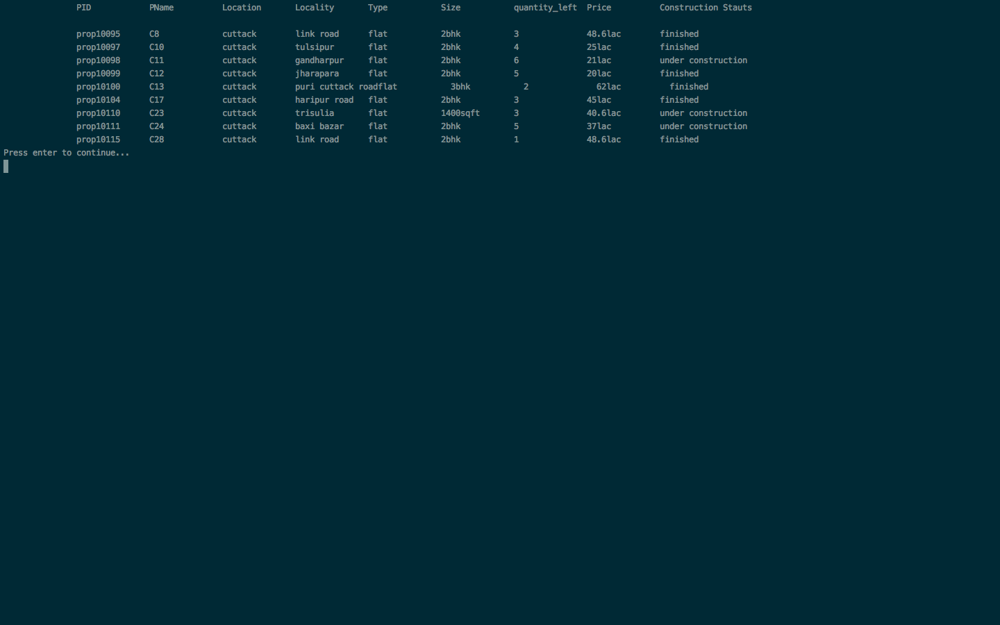 PID PName Location Locality Type Size quantity_left Price Construction Stauts
prop10095 C8 cuttack link road flat 2bhk 3 48.6lac finished
prop10097 C10 cuttack tulsipur flat 2bhk 4 25lac finished
prop10098 C11 cuttack gandharpur flat 2bhk 6 21lac under construction
prop10099 C12 cuttack jharapara flat 2bhk 5 20lac finished
prop10100 C13 cuttack puri cuttack roadflat 3bhk 2 62lac finished
prop10104 C17 cuttack haripur road flat 2bhk 3 45lac finished
prop10110 C23 cuttack trisulia flat 1400sqft 3 40.6lac under construction
prop10111 C24 cuttack baxi bazar flat 2bhk 5 37lac under construction
prop10115 C28 cuttack link road flat 2bhk 1 48.6lac finished
Press enter to continue...